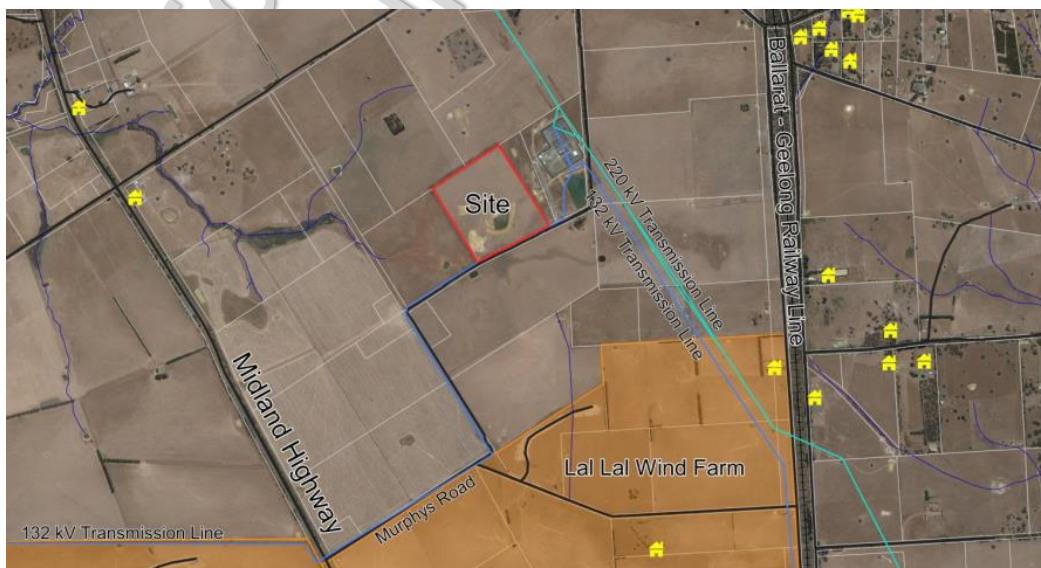 Ballarat - Geelong Railway Line
Site
220 kV Transmission Line
132 kV Transmission Line
Midland Highway
Lal Lal Wind Farm
Murphys Road
132 kV Transmission Line